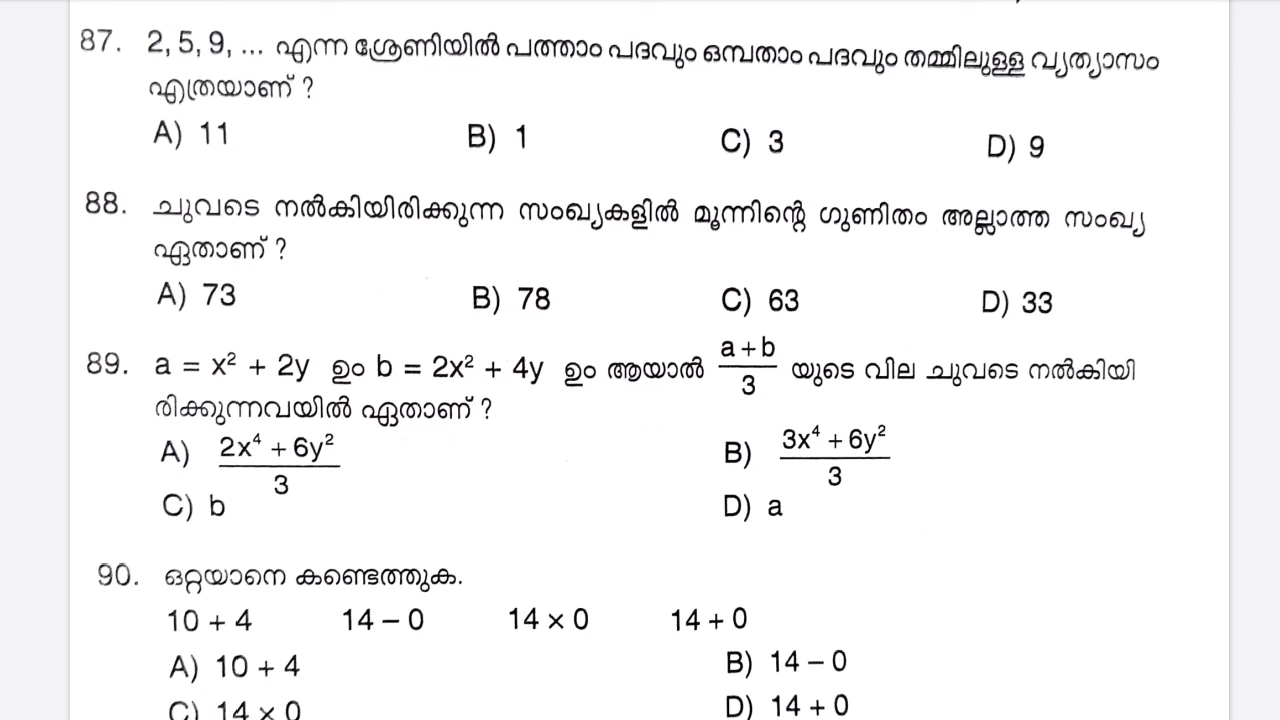 87. 2, 5, 9, ... എന്ന ശ്രേണിയിൽ പത്താം പദവും ഒമ്പതാം പദവും തമ്മിലുള്ള വ്യത്യാസം
എത്രയാണ് ?
A) 11 B) 1 C) 3 D) 9
88. ചുവടെ നൽകിയിരിക്കുന്ന സംഖ്യകളിൽ മൂന്നിന്റെ ഗുണിതം അല്ലാത്ത സംഖ്യ
ഏതാണ് ?
A) 73 B) 78 C) 63 D) 33
89. a = x² + 2y ഉം b = 2x² + 4y ഉം ആയാൽ (a + b)/3 യുടെ വില ചുവടെ നൽകിയി
രിക്കുന്നവയിൽ ഏതാണ് ?
A) (2x⁴ + 6y²)/3 B) (3x⁴ + 6y²)/3
C) b D) a
90. ഒറ്റയാനെ കണ്ടെത്തുക.
10 + 4 14 – 0 14 × 0 14 + 0
A) 10 + 4 B) 14 – 0
C) 14 × 0 D) 14 + 0